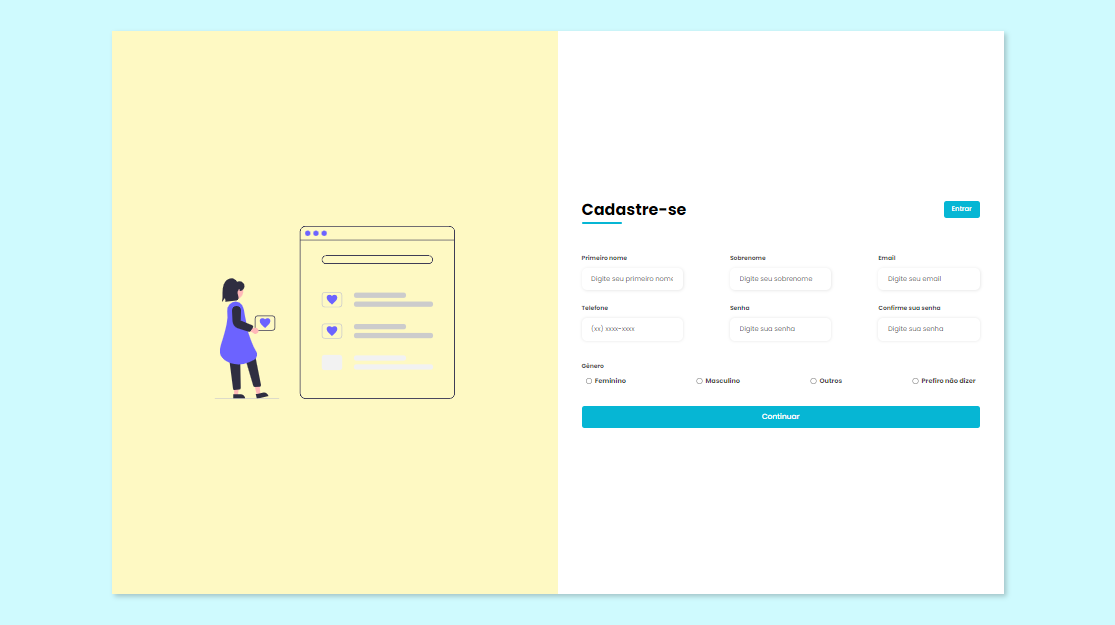 Cadastre-se
Entrar
Primeiro nome
Sobrenome
Email
Digite seu primeiro nome
Digite seu sobrenome
Digite seu email
Telefone
Senha
Confirme sua senha
(xx) xxxx-xxxx
Digite sua senha
Digite sua senha
Gênero
Feminino
Masculino
Outros
Prefiro não dizer
Continuar